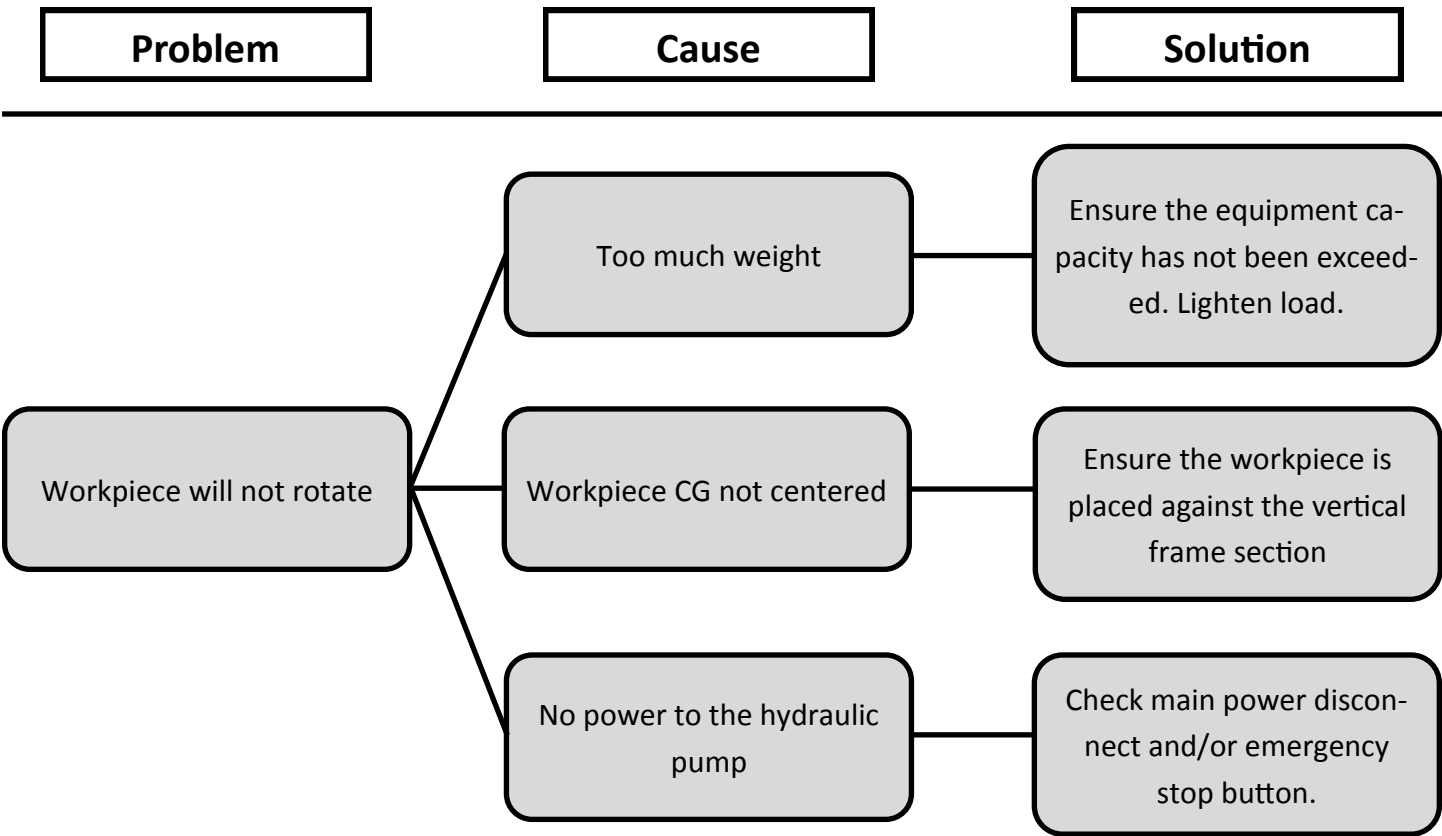 Problem
Cause
Solution
Workpiece will not rotate
Too much weight
Ensure the equipment ca-
pacity has not been exceed-
ed. Lighten load.
Workpiece CG not centered
Ensure the workpiece is
placed against the vertical
frame section
No power to the hydraulic
pump
Check main power discon-
nect and/or emergency
stop button.